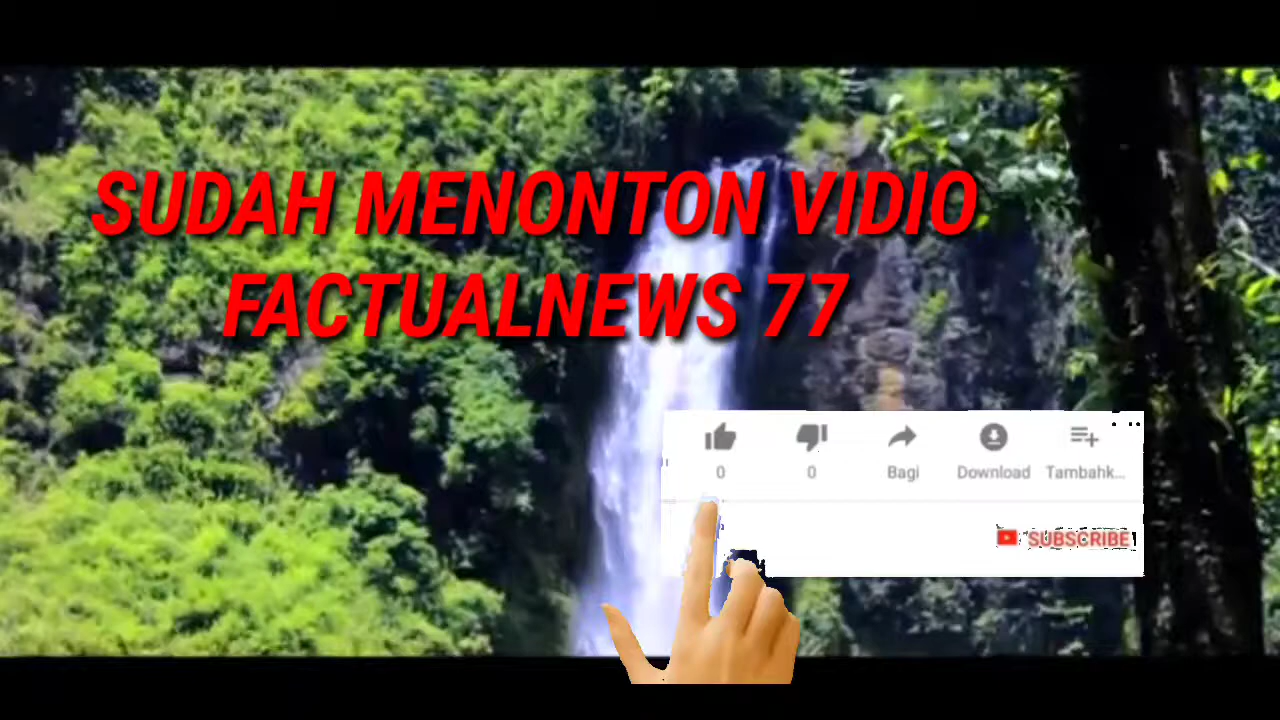 SUDAH MENONTON VIDIO
FACTUALNEWS 77
0 0 Bagi Download Tambahk...
SUBSCRIBE